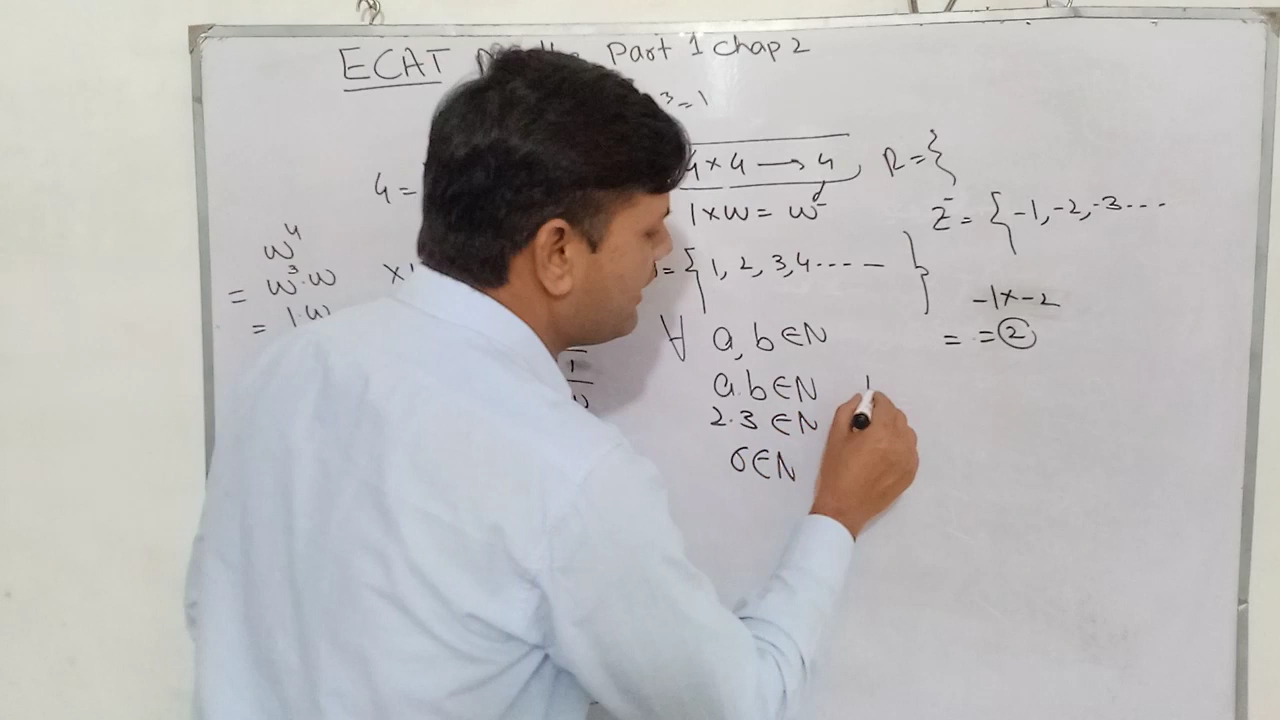 ECAT Part 1 Chap 2
³=1
4=
4×4→4
R={
1×w=w
Z⁻={-1,-2,-3...
w⁴
= w³.w
= 1.w
={1,2,3,4.....- }
-1×-2
= =2
∀ a,b∈N
a.b∈N
2.3∈N
6∈N